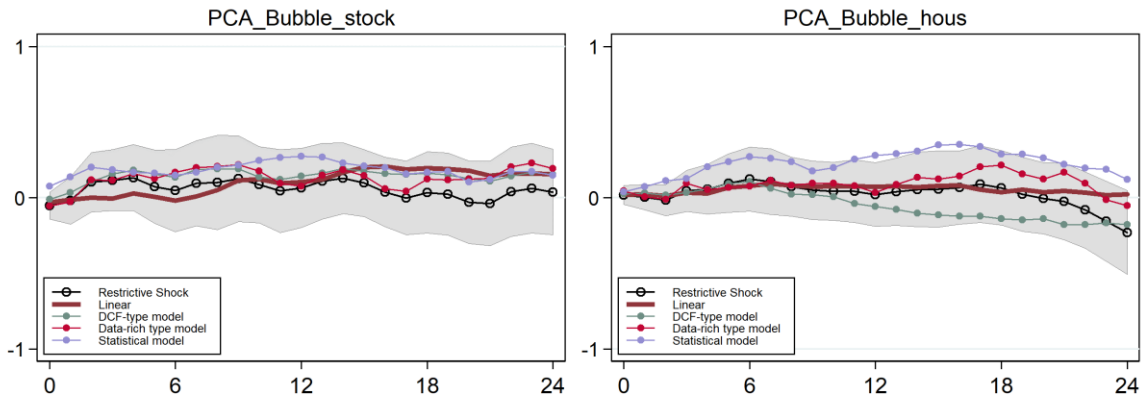 PCA_Bubble_stock
1
0
-1
Restrictive Shock
Linear
DCF-type model
Data-rich type model
Statistical model
0 6 12 18 24
PCA_Bubble_hous
1
0
-1
Restrictive Shock
Linear
DCF-type model
Data-rich type model
Statistical model
0 6 12 18 24